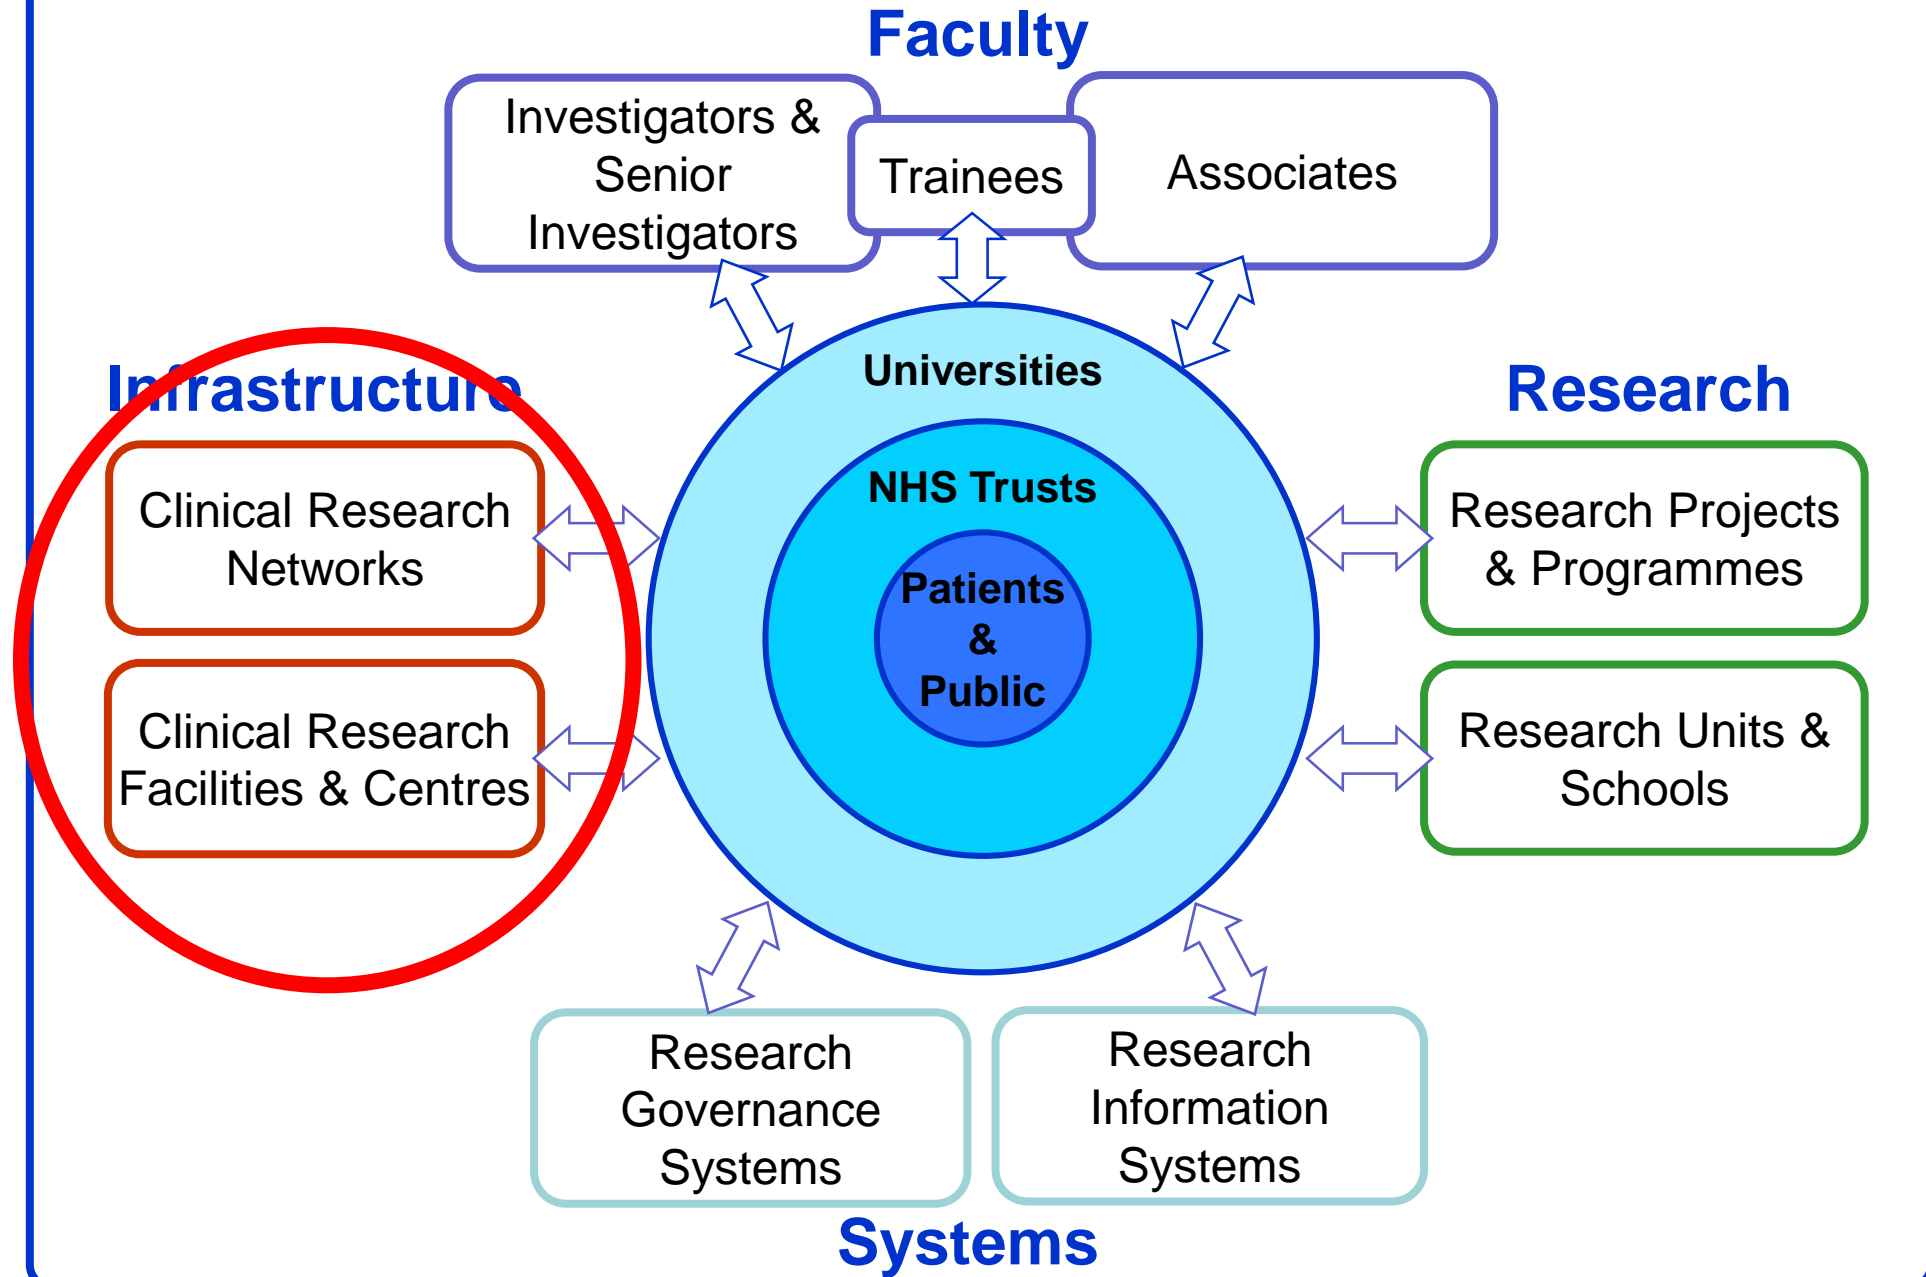 Faculty
Investigators &
Senior
Investigators
Trainees
Associates
Infrastructure
Clinical Research
Networks
Clinical Research
Facilities & Centres
Universities
NHS Trusts
Patients
&
Public
Research
Research Projects
& Programmes
Research Units &
Schools
Research
Governance
Systems
Research
Information
Systems
Systems